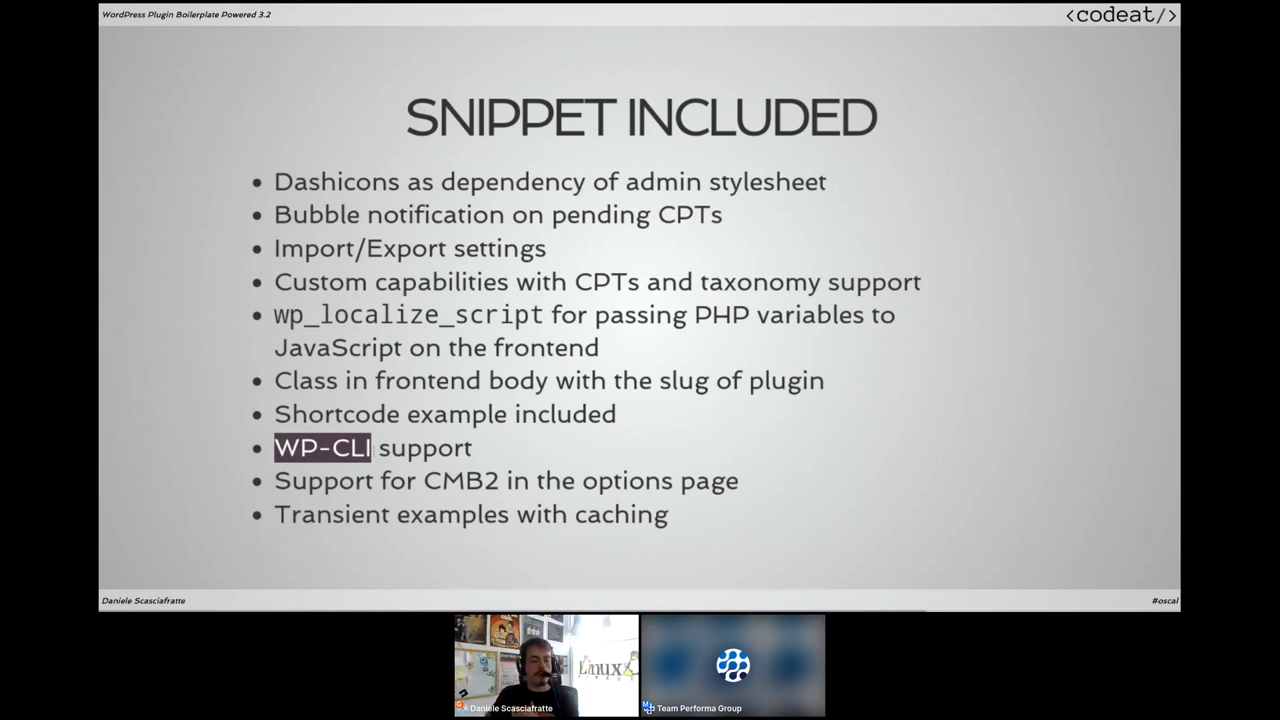 WordPress Plugin Boilerplate Powered 3.2
<codeat/>
SNIPPET INCLUDED
• Dashicons as dependency of admin stylesheet
• Bubble notification on pending CPTs
• Import/Export settings
• Custom capabilities with CPTs and taxonomy support
• wp_localize_script for passing PHP variables to
JavaScript on the frontend
• Class in frontend body with the slug of plugin
• Shortcode example included
• WP-CLI support
• Support for CMB2 in the options page
• Transient examples with caching
Daniele Scasciafratte
#oscal
Linux
Daniele Scasciafratte
Team Performa Group